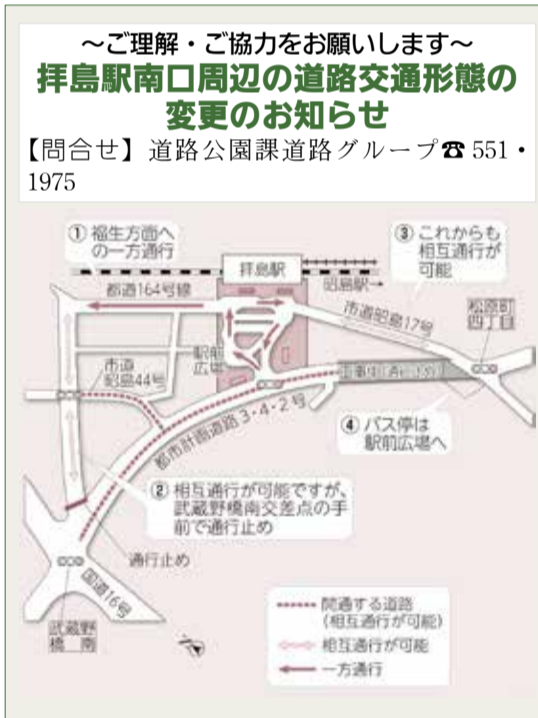 ～ご理解・ご協力をお願いします～
拝島駅南口周辺の道路交通形態の
変更のお知らせ
【問合せ】道路公園課道路グループ☎551・
1975
① 福生方面へ
の一方通行
③ これからも
相互通行が
可能
拝島駅
昭島駅→
都道164号線
市道昭島17号
松原町
四丁目
駅前
広場
市道
昭島44号
都市計画道路3・4・2号
④ バス停は
駅前広場へ
② 相互通行が可能ですが、
武蔵野橋南交差点の手
前で通行止め
通行止め
国道16号
武蔵野
橋 南
開通する道路
(相互通行が可能)
相互通行が可能
一方通行